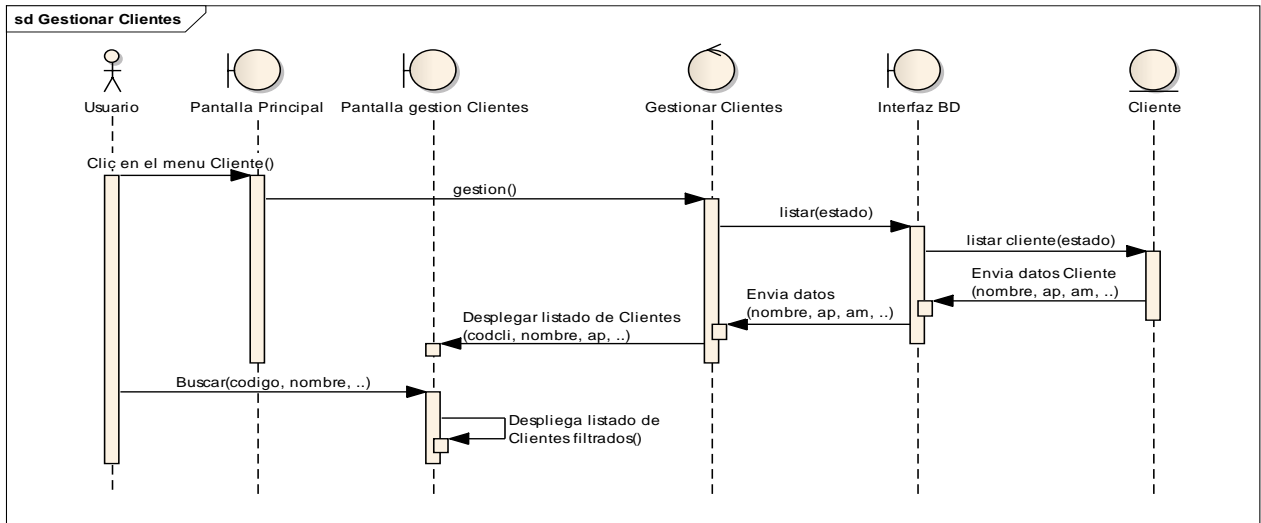 sd Gestionar Clientes
Usuario
Pantalla Principal
Pantalla gestion Clientes
Gestionar Clientes
Interfaz BD
Cliente
Clic en el menu Cliente()
gestion()
listar(estado)
listar cliente(estado)
Envia datos Cliente
(nombre, ap, am, ..)
Envia datos
(nombre, ap, am, ..)
Desplegar listado de Clientes
(codcli, nombre, ap, ..)
Buscar(codigo, nombre, ..)
Despliega listado de
Clientes filtrados()